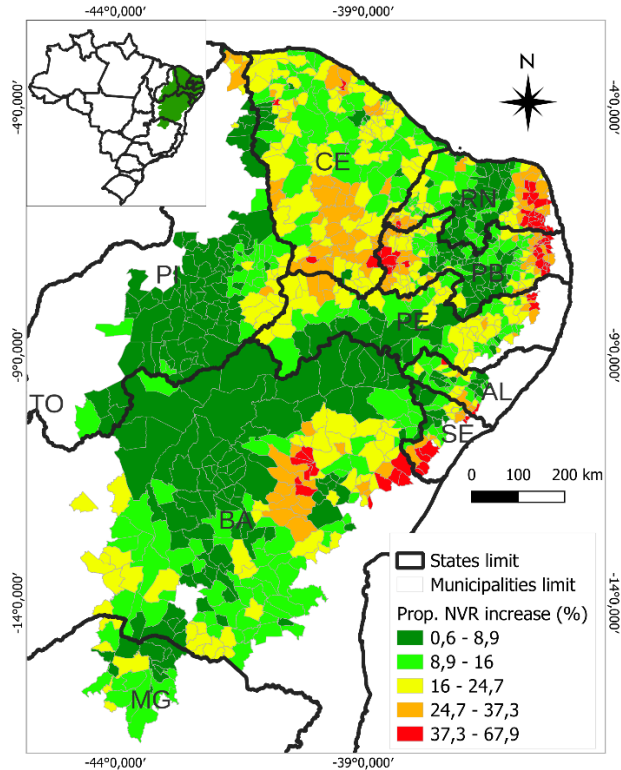 -44°0,000′ -39°0,000′
N
-4°0,000′ -4°0,000′
CE
RN
PI
PB
PE
-9°0,000′ -9°0,000′
TO
AL
SE
0 100 200 km
BA
States limit
Municipalities limit
Prop. NVR increase (%)
0,6 - 8,9
8,9 - 16
16 - 24,7
24,7 - 37,3
37,3 - 67,9
-14°0,000′ -14°0,000′
MG
-44°0,000′ -39°0,000′